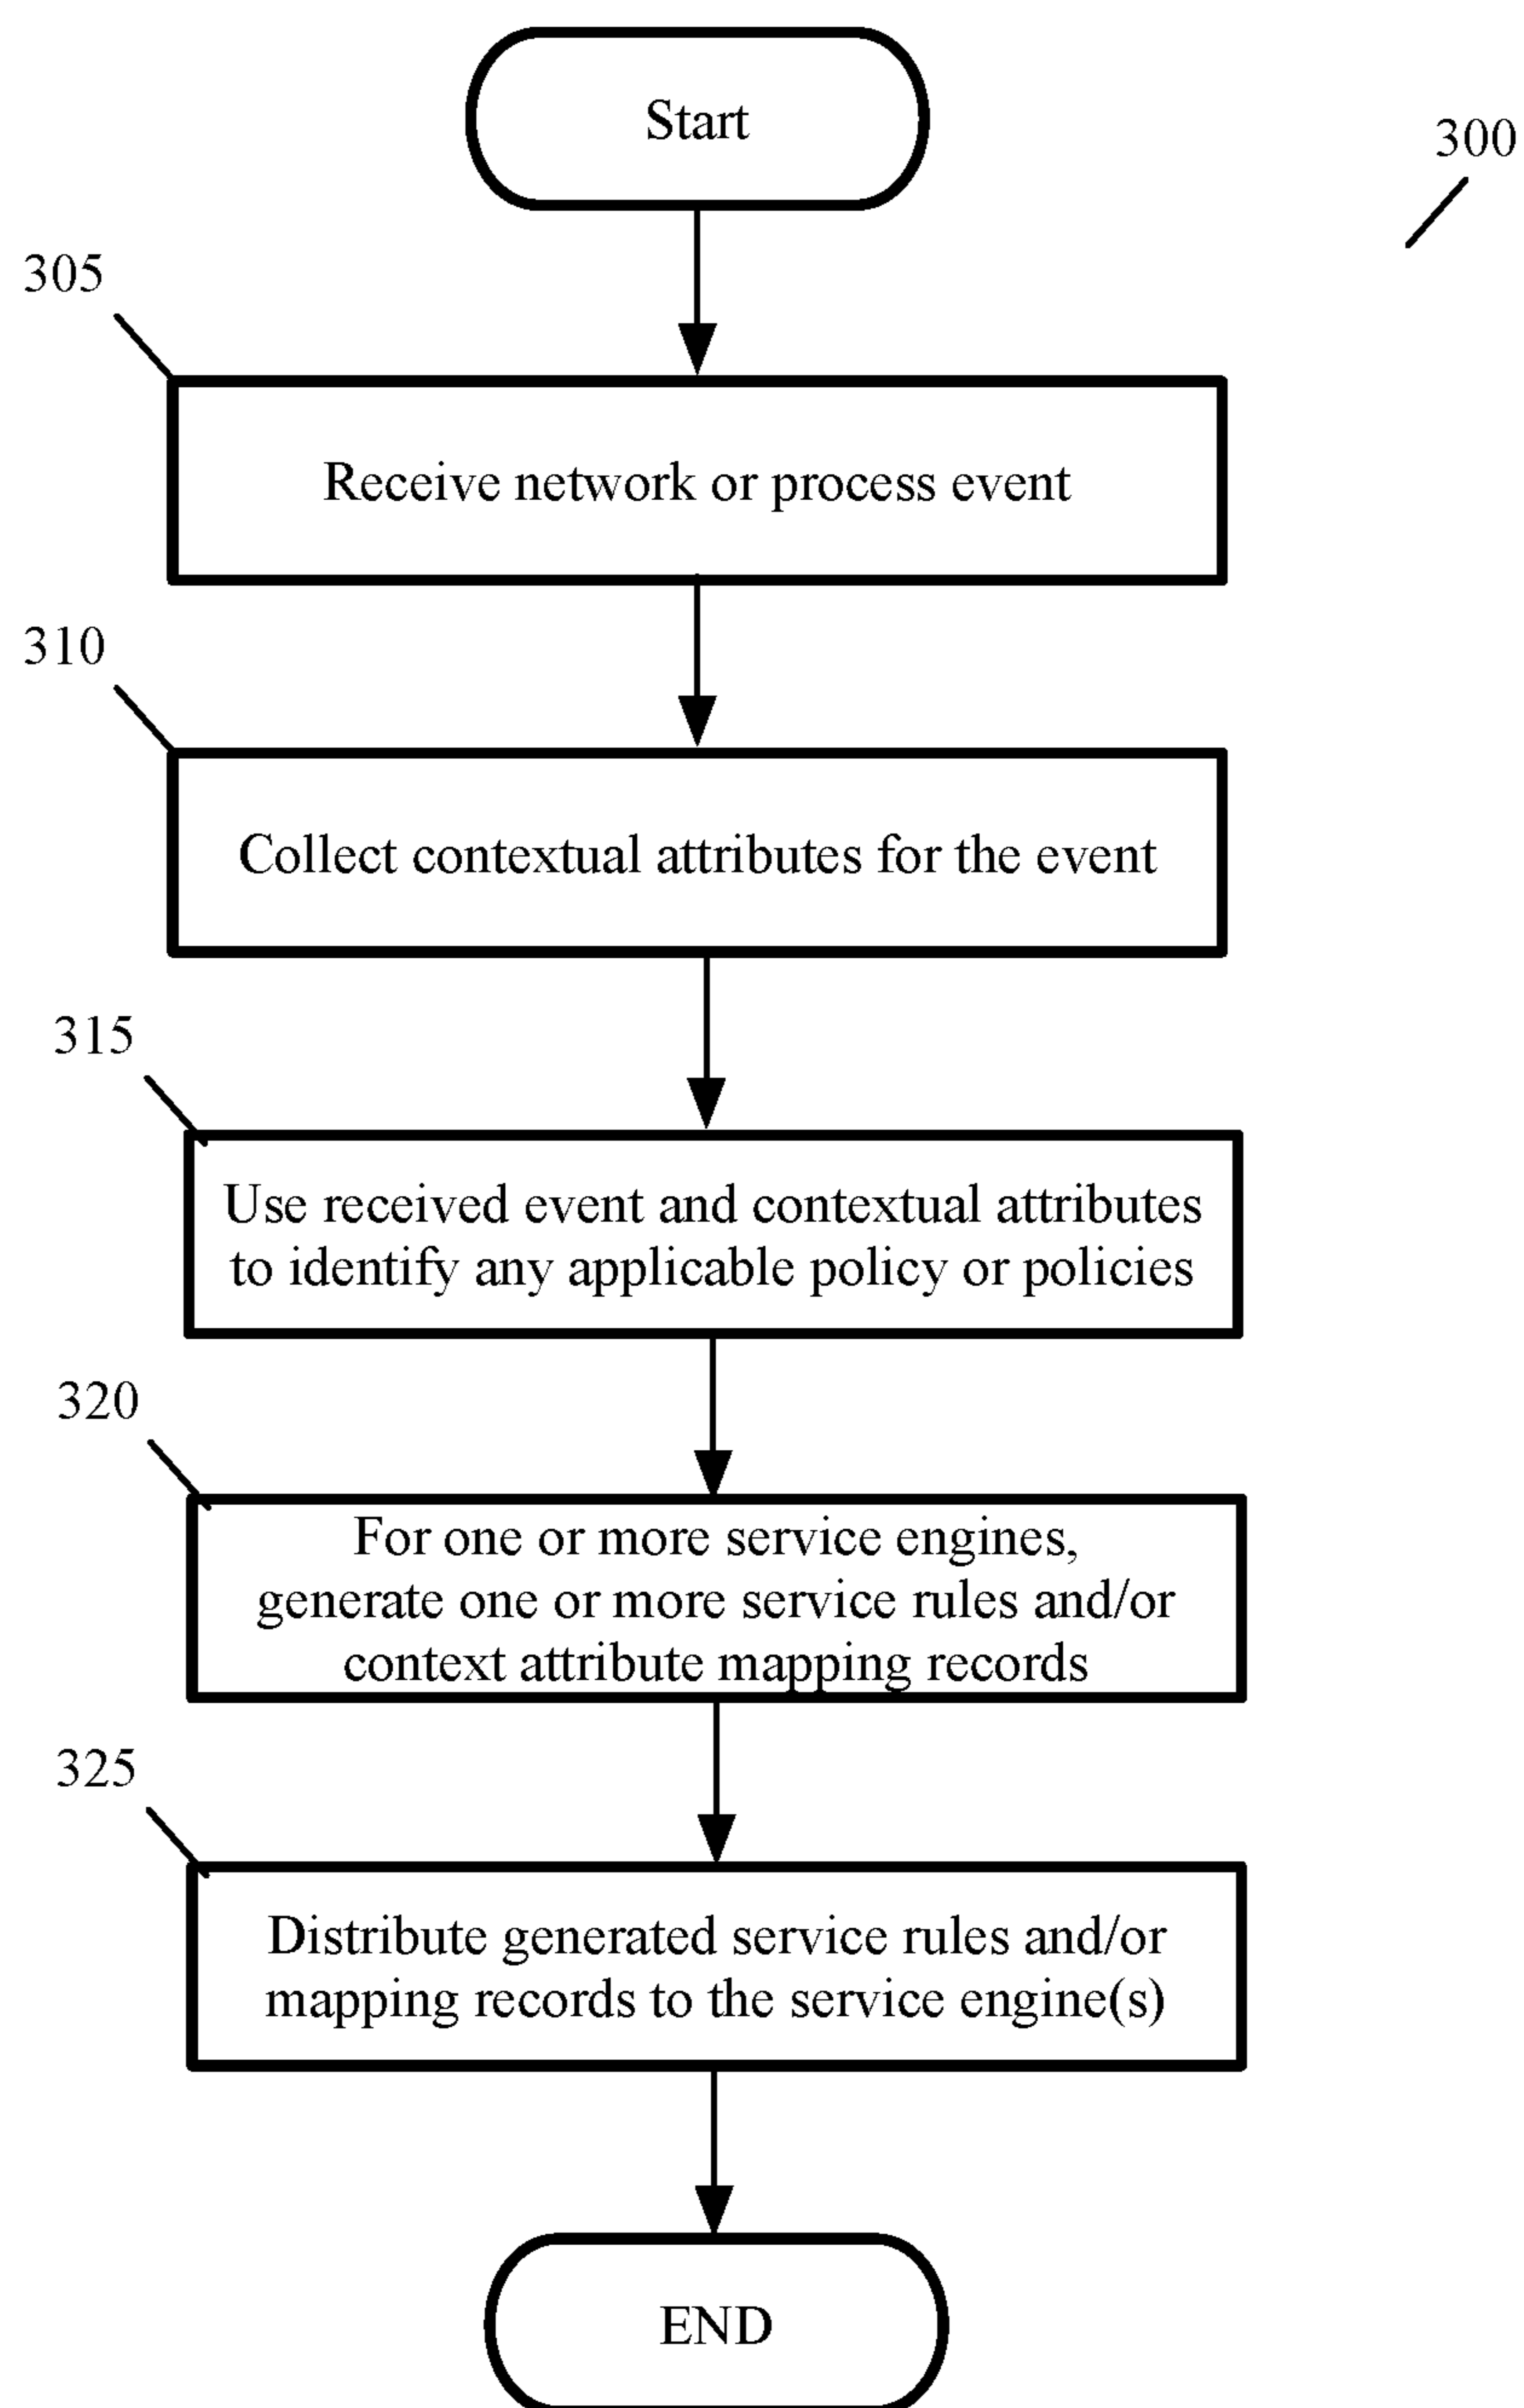 Start
300
305
Receive network or process event
310
Collect contextual attributes for the event
315
Use received event and contextual attributes
to identify any applicable policy or policies
320
For one or more service engines,
generate one or more service rules and/or
context attribute mapping records
325
Distribute generated service rules and/or
mapping records to the service engine(s)
END